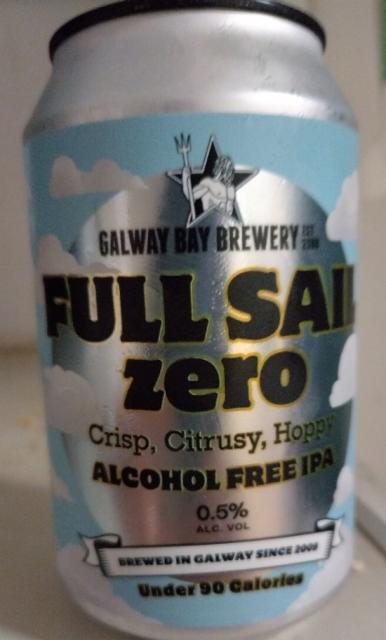 GALWAY BAY BREWERY EST 2009
FULL SAIL
zero
Crisp, Citrusy, Hoppy
ALCOHOL FREE IPA
0.5%
ALC. VOL
BREWED IN GALWAY SINCE 2009
Under 90 Calories